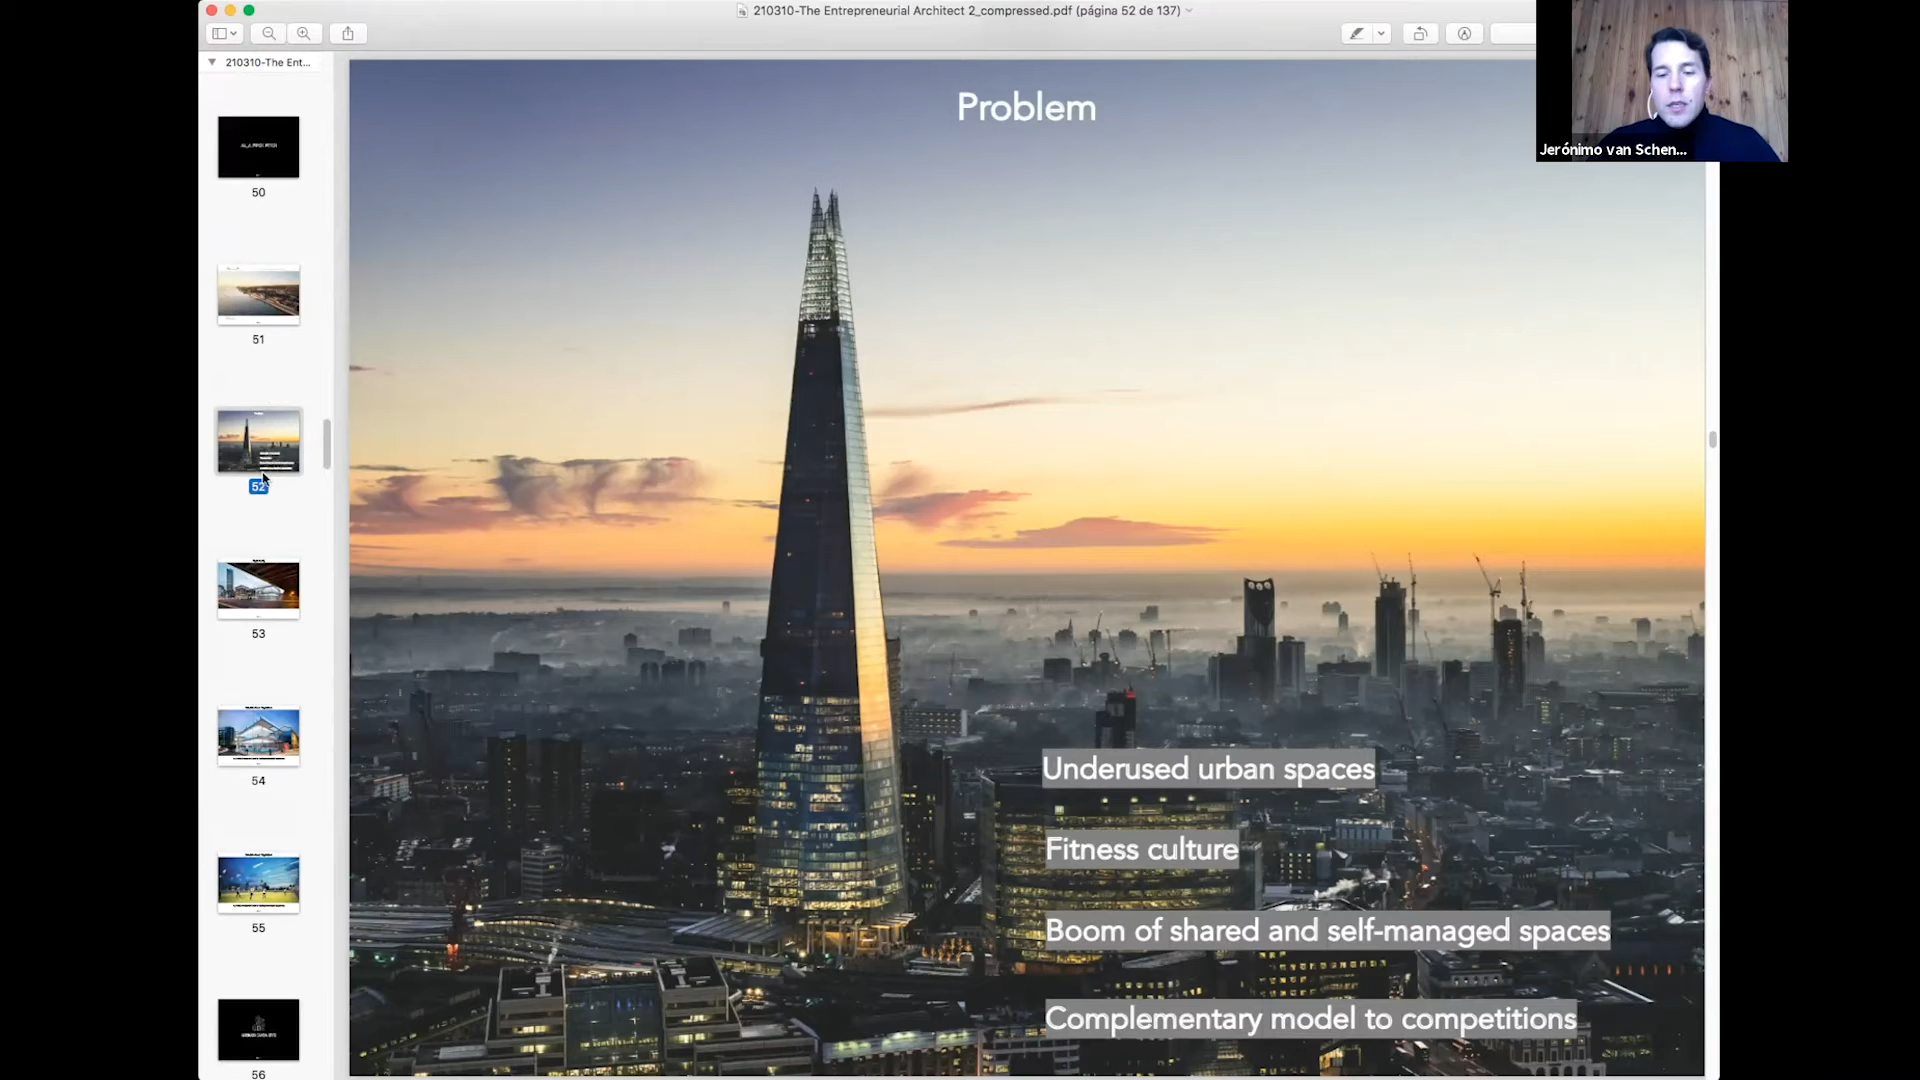 210310-The Entrepreneurial Architect 2_compressed.pdf (página 52 de 137)
210310-The Ent...
Problem
Jerónimo van Schen...
50
51
52
53
54
55
56
Underused urban spaces
Fitness culture
Boom of shared and self-managed spaces
Complementary model to competitions